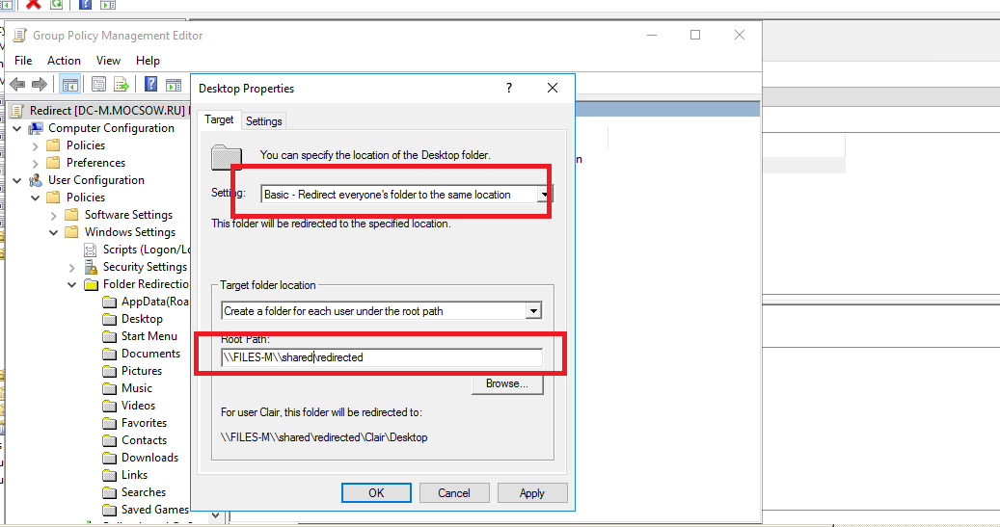 Group Policy Management Editor
File Action View Help
Desktop Properties
Redirect [DC-M.MOCSOW.RU]
Computer Configuration
Policies
Preferences
User Configuration
Policies
Software Settings
Windows Settings
Scripts (Logon/Lo
Security Settings
Folder Redirectio
AppData(Roa
Desktop
Start Menu
Documents
Pictures
Music
Videos
Favorites
Contacts
Downloads
Links
Searches
Saved Games
Target Settings
You can specify the location of the Desktop folder.
Setting: Basic - Redirect everyone's folder to the same location
This folder will be redirected to the specified location.
Target folder location
Create a folder for each user under the root path
Root Path:
\\FILES-M\\shared\redirected
Browse...
For user Clair, this folder will be redirected to:
\\FILES-M\\shared\redirected\Clair\Desktop
OK Cancel Apply